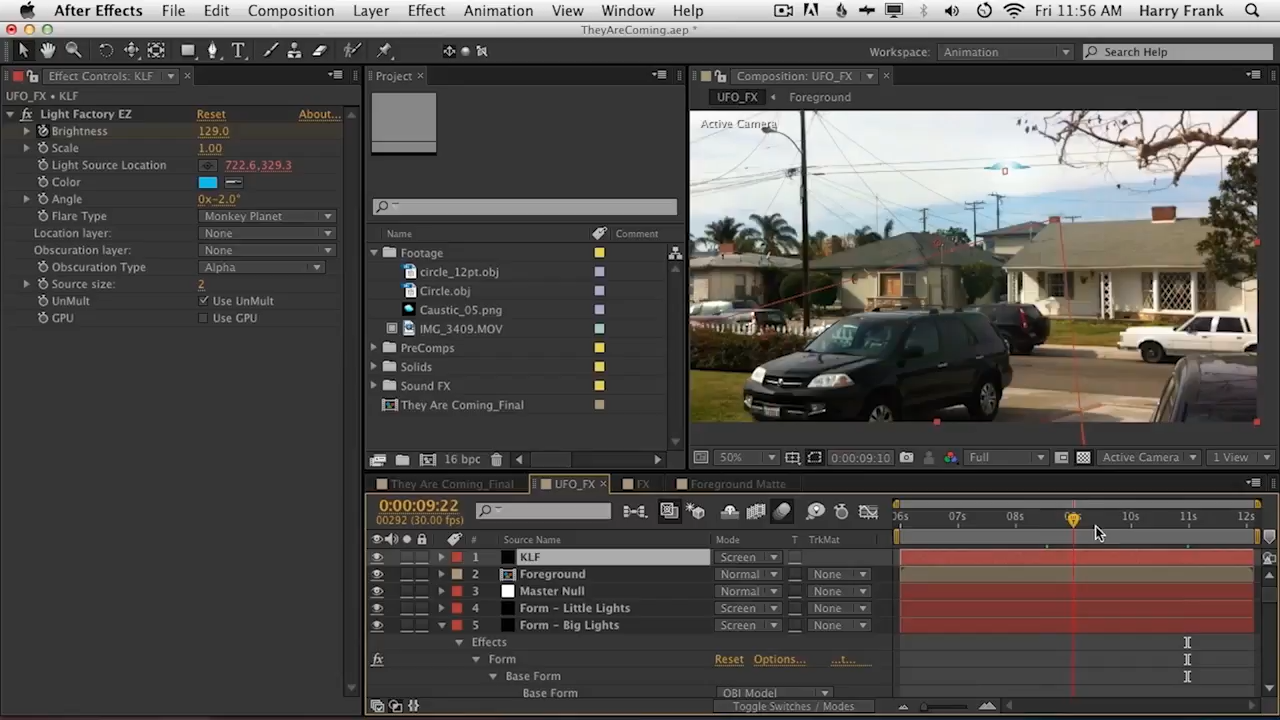 After Effects File Edit Composition Layer Effect Animation View Window Help Fri 11:56 AM Harry Frank
TheyAreComing.aep *
Workspace: Animation Search Help
Effect Controls: KLF
UFO_FX • KLF
fx Light Factory EZ Reset About...
Brightness 129.0
Scale 1.00
Light Source Location 722.6,329.3
Color
Angle 0x-2.0°
Flare Type Monkey Planet
Location layer: None
Obscuration layer: None
Obscuration Type Alpha
Source size: 2
UnMult Use UnMult
GPU Use GPU
Project
Name Comment
Footage
circle_12pt.obj
Circle.obj
Caustic_05.png
IMG_3409.MOV
PreComps
Solids
Sound FX
They Are Coming_Final
16 bpc
Composition: UFO_FX
UFO_FX Foreground
Active Camera
50% 0:00:09:10 Full Active Camera 1 View
They Are Coming_Final UFO_FX FX Foreground Matte
0:00:09:22
00292 (30.00 fps)
07s 08s 10s 11s 12s
# Source Name Mode T TrkMat
1 KLF Screen
2 Foreground Normal None
3 Master Null Normal None
4 Form - Little Lights Screen None
5 Form - Big Lights Screen None
Effects
fx Form Reset Options... ...t...
Base Form
Base Form OBJ Model
Toggle Switches / Modes